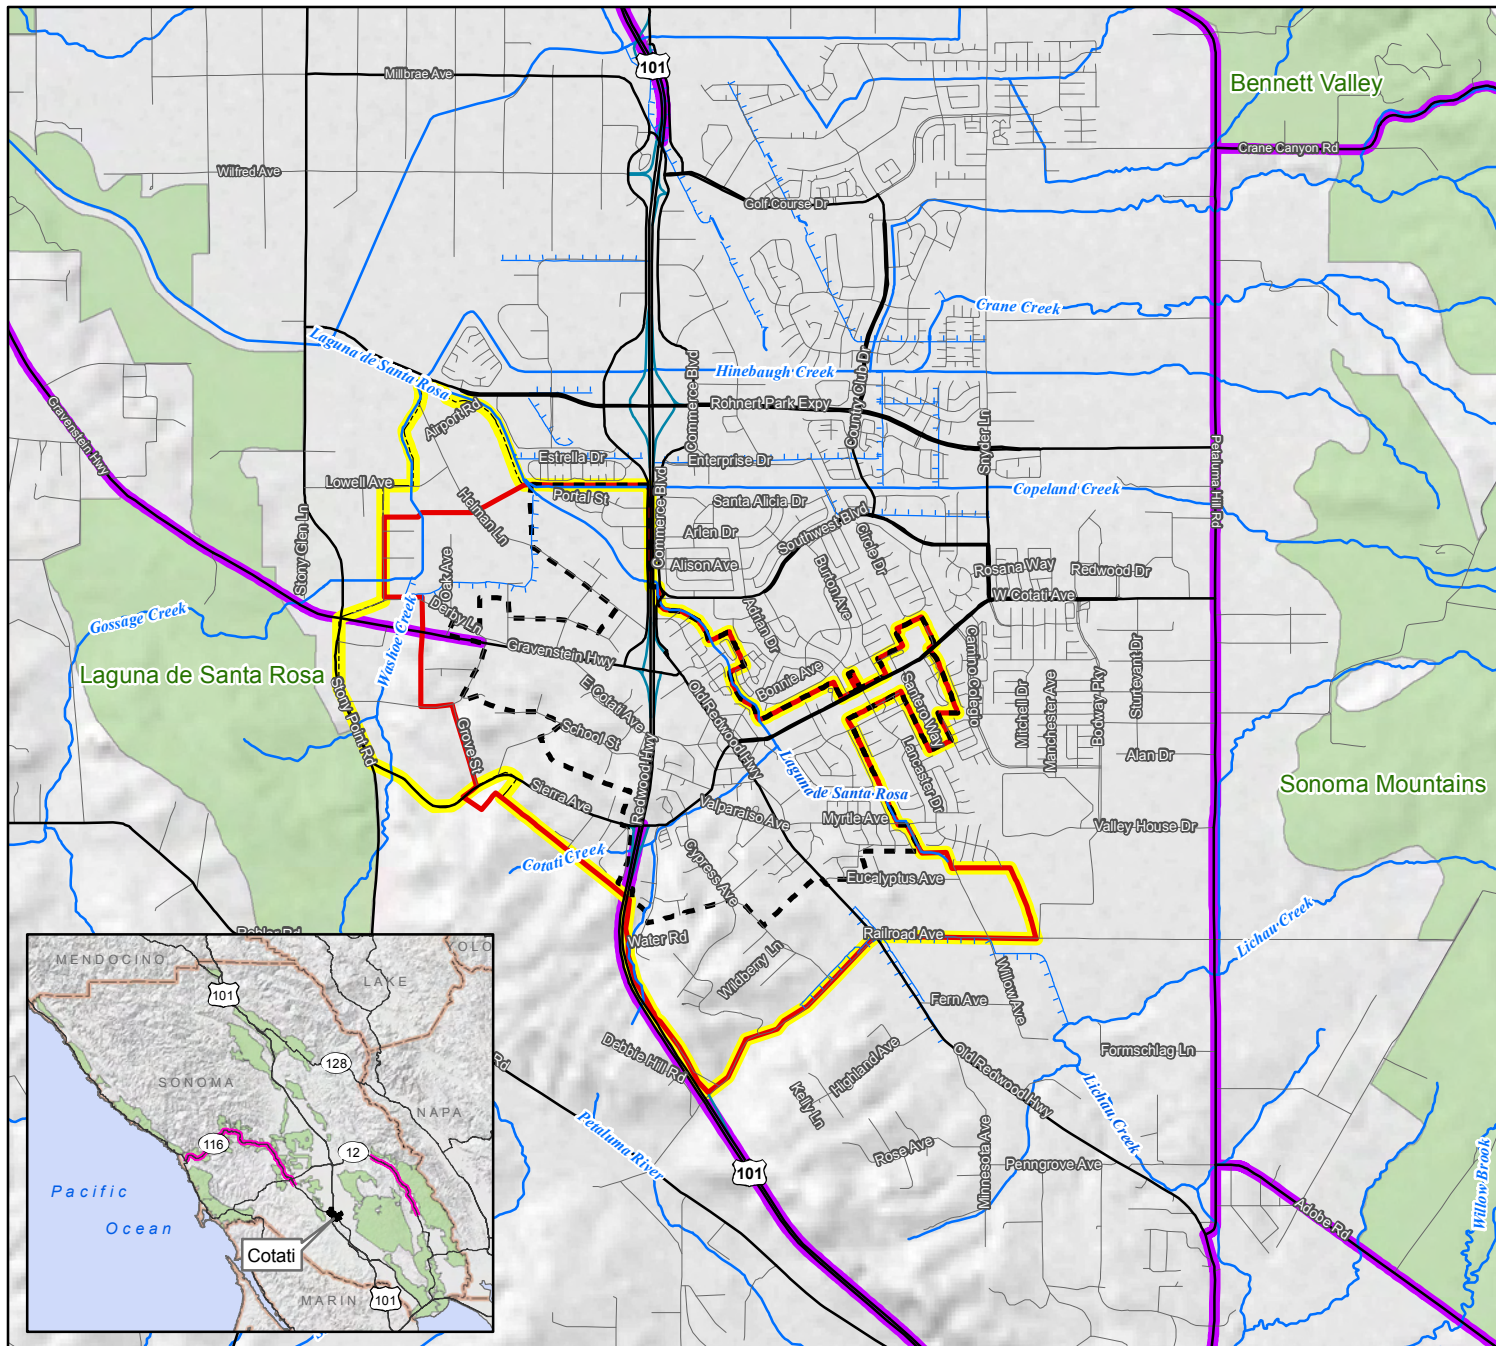 101
Bennett Valley
Millbrae Ave
Crane Canyon Rd
Wilfred Ave
Golf Course Dr
Crane Creek
Laguna de Santa Rosa
Hinebaugh Creek
Commerce Blvd
Country Club Dr
Rohnert Park Expy
Gravenstein Hwy
Airport Rd
Snyder Ln
Petaluma Hill Rd
Estrella Dr
Enterprise Dr
Lowell Ave
Portal St
Commerce Blvd
Copeland Creek
Helman Ln
Santa Alicia Dr
Stony Glen Ln
Arlen Dr
Southwest Blvd
Circle Dr
Alison Ave
Burton Ave
Rosana Way
Redwood Dr
Oak Ave
W Cotati Ave
Gossage Creek
Derby Ln
Washoe Creek
Adrian Dr
Gravenstein Hwy
Camino Colegio
Laguna de Santa Rosa
Bonnie Ave
Santero Way
Sturtevant Dr
Stony Point Rd
E Cotati Ave
Old Redwood Hwy
Mitchell Dr
Manchester Ave
Bodway Pky
School St
Grove St
Redwood Hwy
Lancaster Dr
Alan Dr
Laguna de Santa Rosa
Sonoma Mountains
Sierra Ave
Valparaiso Ave
Myrtle Ave
Valley House Dr
Cotati Creek
Cypress Ave
Eucalyptus Ave
Lichau Creek
Water Rd
Railroad Ave
Wildberry Ln
Willow Ave
Fern Ave
Debbie Hill Rd
Highland Ave
Old Redwood Hwy
Formschlag Ln
Kelly Ln
Lichau Creek
Rd
Petaluma River
Rose Ave
Minnesota Ave
Penngrove Ave
101
Adobe Rd
Willow Brook
MENDOCINO
YOLO
LAKE
101
128
SONOMA
NAPA
116
12
Pacific
Ocean
Cotati
MARIN
101